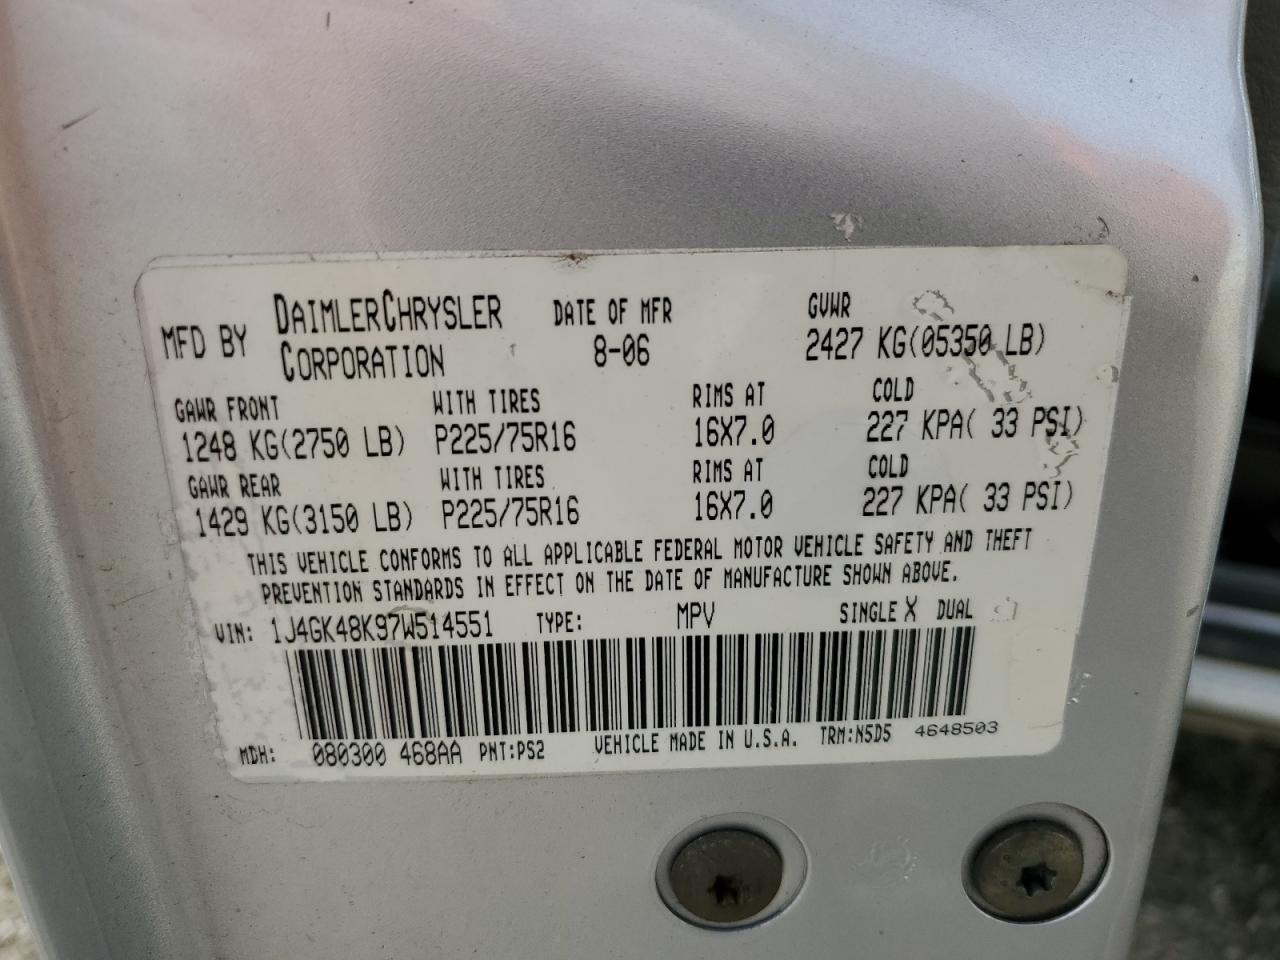 MFD BY DAIMLERCHRYSLER CORPORATION DATE OF MFR 8-06 GVWR 2427 KG(05350 LB)
GAWR FRONT WITH TIRES RIMS AT COLD
1248 KG(2750 LB) P225/75R16 16X7.0 227 KPA( 33 PSI)
GAWR REAR WITH TIRES RIMS AT COLD
1429 KG(3150 LB) P225/75R16 16X7.0 227 KPA( 33 PSI)
THIS VEHICLE CONFORMS TO ALL APPLICABLE FEDERAL MOTOR VEHICLE SAFETY AND THEFT
PREVENTION STANDARDS IN EFFECT ON THE DATE OF MANUFACTURE SHOWN ABOVE.
VIN: 1J4GK48K97W514551 TYPE: MPV SINGLE X DUAL
MDH: 080300 468AA PNT:PS2 VEHICLE MADE IN U.S.A. TRM:N5D5 4648503